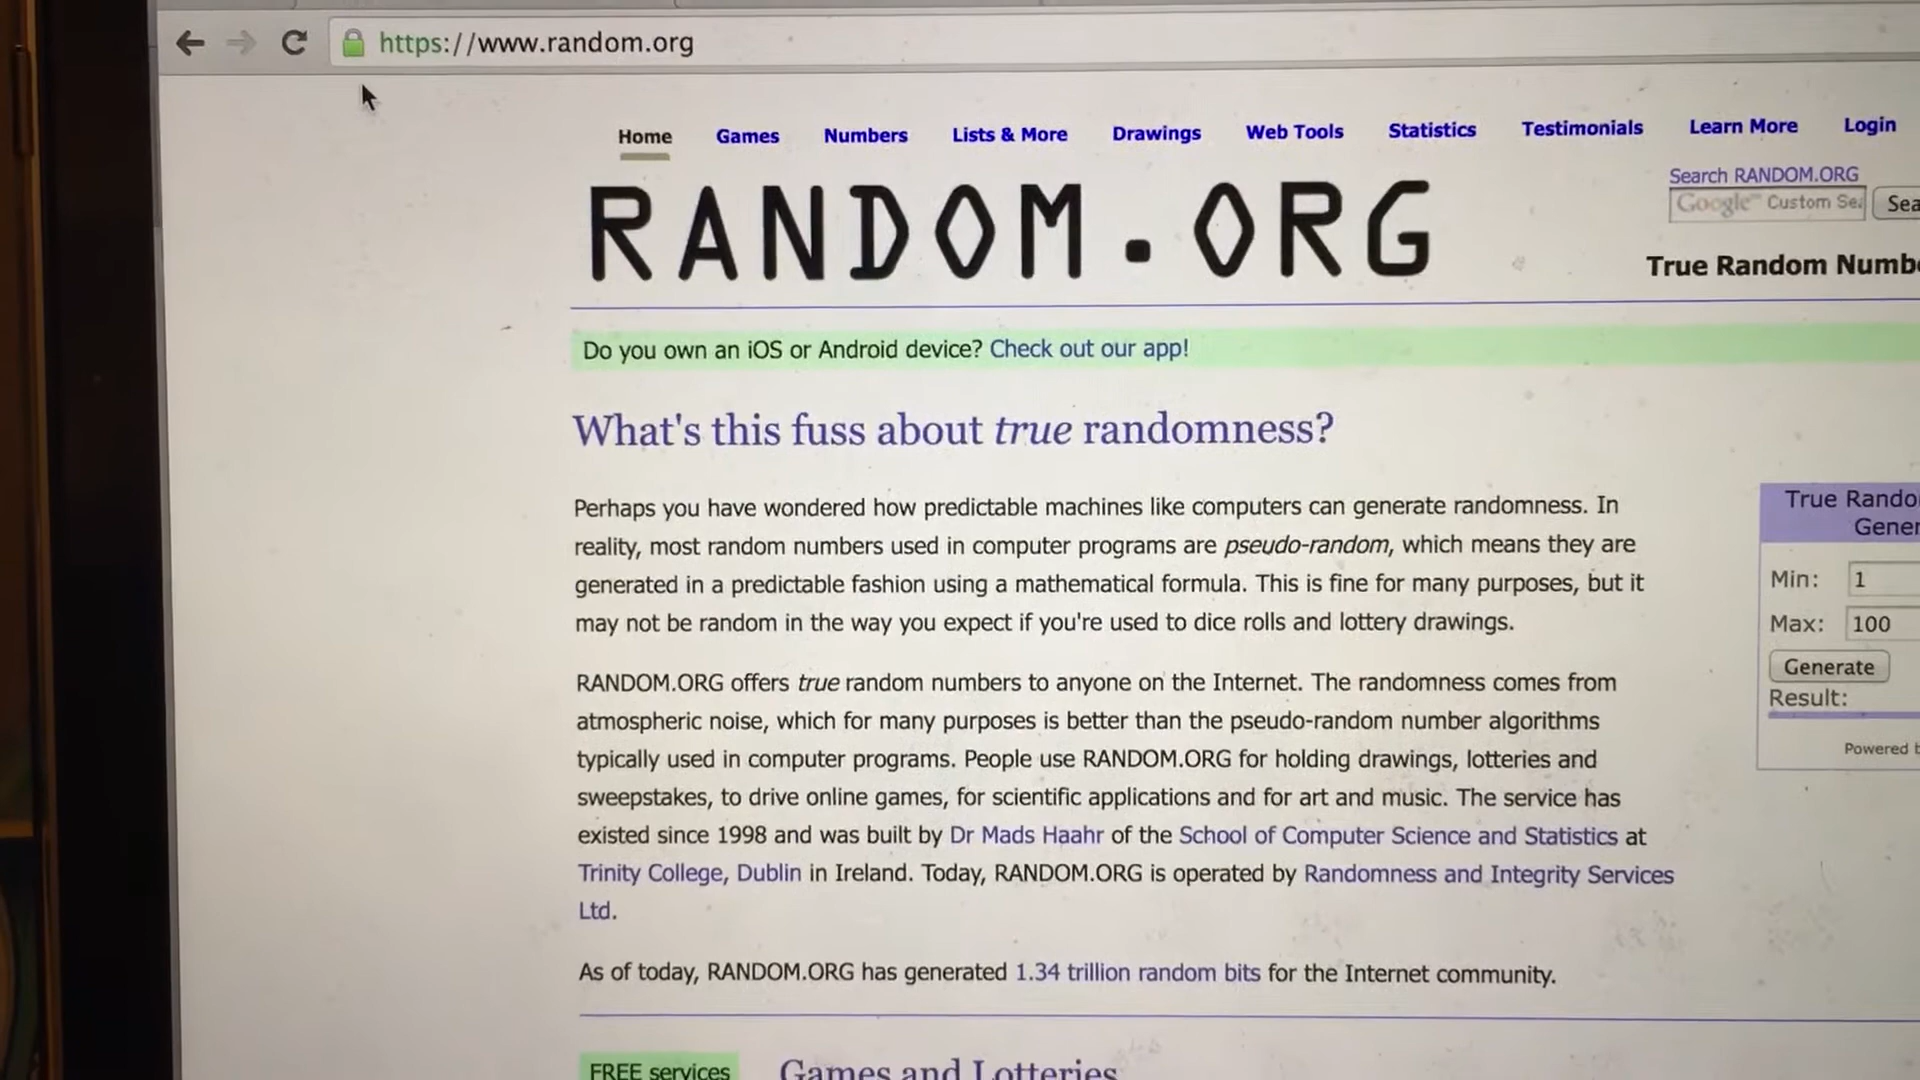 https://www.random.org
Home Games Numbers Lists & More Drawings Web Tools Statistics Testimonials Learn More Login
Search RANDOM.ORG
Google™ Custom
RANDOM.ORG
True Random
Do you own an iOS or Android device? Check out our app!
What's this fuss about true randomness?
Perhaps you have wondered how predictable machines like computers can generate randomness. In
reality, most random numbers used in computer programs are pseudo-random, which means they are
generated in a predictable fashion using a mathematical formula. This is fine for many purposes, but it
may not be random in the way you expect if you're used to dice rolls and lottery drawings.
RANDOM.ORG offers true random numbers to anyone on the Internet. The randomness comes from
atmospheric noise, which for many purposes is better than the pseudo-random number algorithms
typically used in computer programs. People use RANDOM.ORG for holding drawings, lotteries and
sweepstakes, to drive online games, for scientific applications and for art and music. The service has
existed since 1998 and was built by Dr Mads Haahr of the School of Computer Science and Statistics at
Trinity College, Dublin in Ireland. Today, RANDOM.ORG is operated by Randomness and Integrity Services
Ltd.
As of today, RANDOM.ORG has generated 1.34 trillion random bits for the Internet community.
FREE services
Games and Lotteries
True
Min: 1
Max: 100
Generate
Result:
Powered